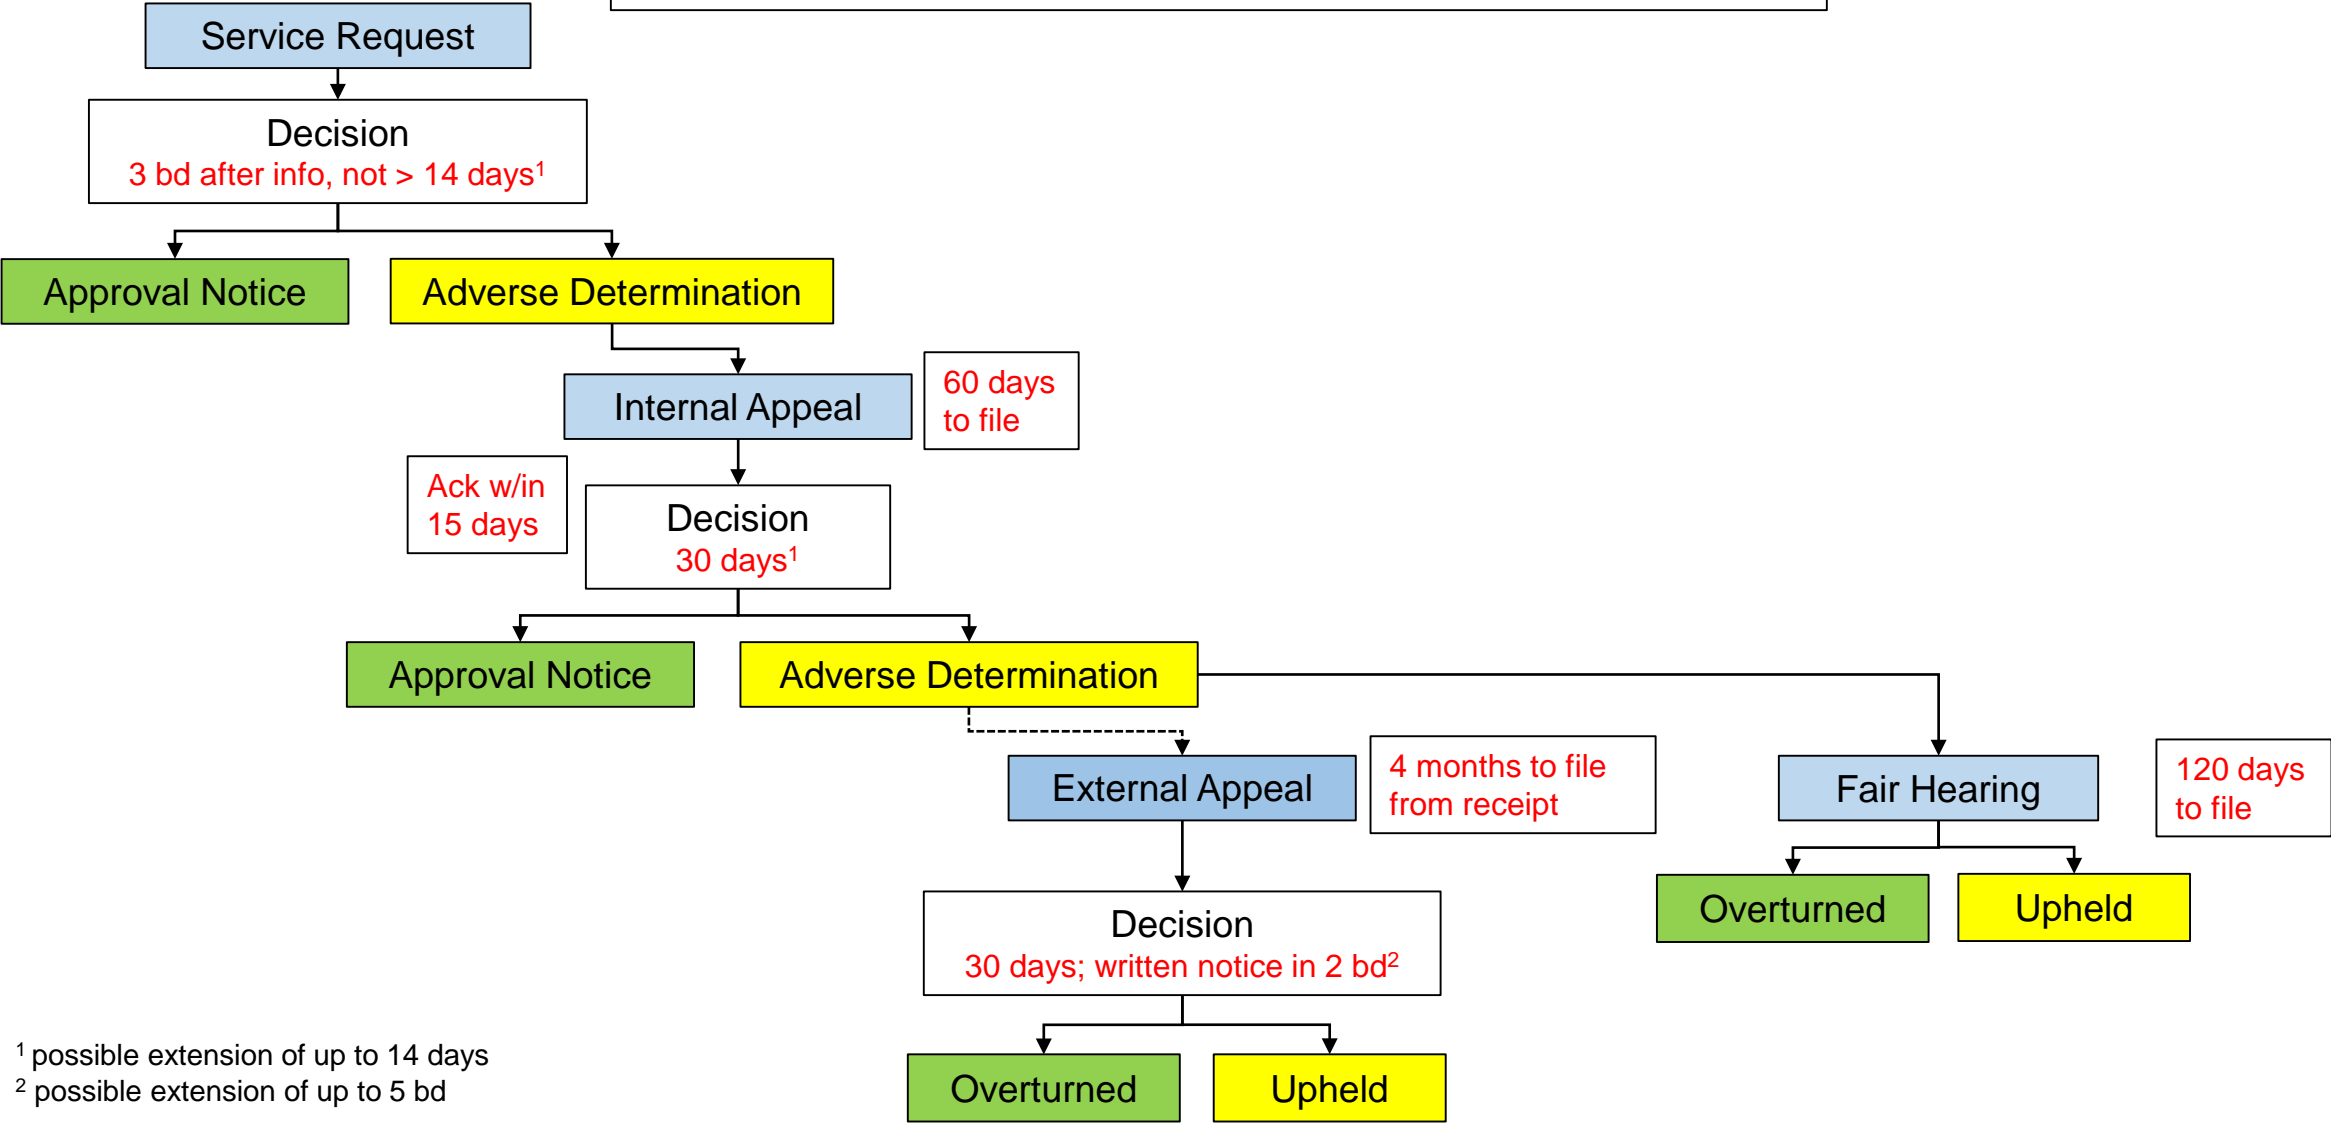 Service Request
Decision
3 bd after info, not > 14 days¹
Approval Notice
Adverse Determination
Internal Appeal
60 days
to file
Ack w/in
15 days
Decision
30 days¹
Approval Notice
Adverse Determination
External Appeal
4 months to file
from receipt
Fair Hearing
120 days
to file
Overturned
Upheld
Decision
30 days; written notice in 2 bd²
Overturned
Upheld
¹ possible extension of up to 14 days
² possible extension of up to 5 bd